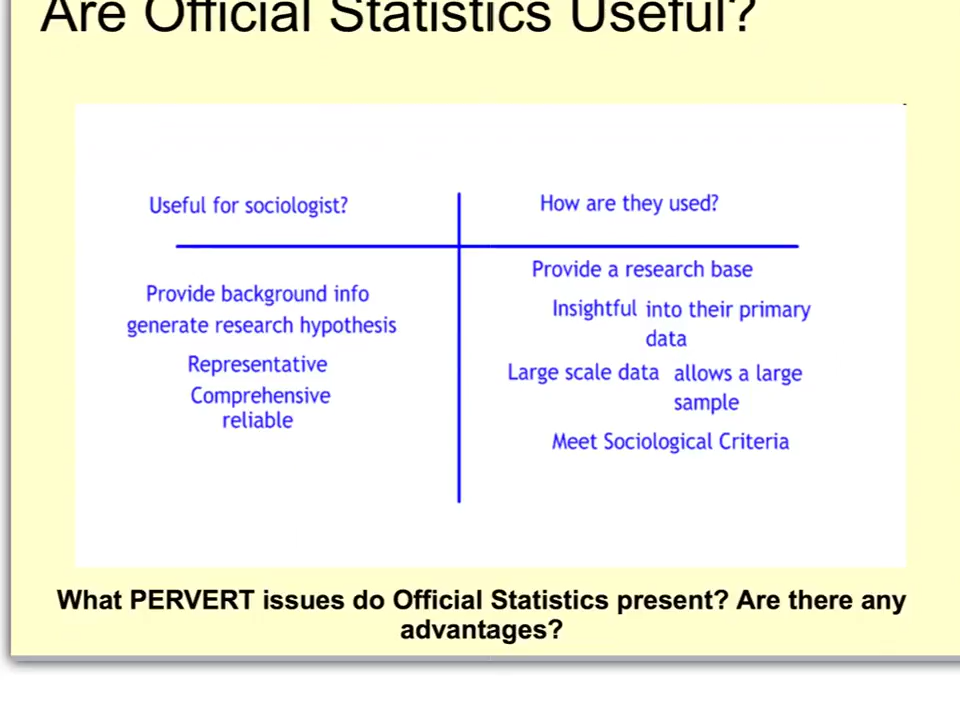 Are Official Statistics Useful?
Useful for sociologist?
Provide background info
generate research hypothesis
Representative
Comprehensive
reliable
How are they used?
Provide a research base
Insightful into their primary
data
Large scale data allows a large
sample
Meet Sociological Criteria
What PERVERT issues do Official Statistics present? Are there any
advantages?